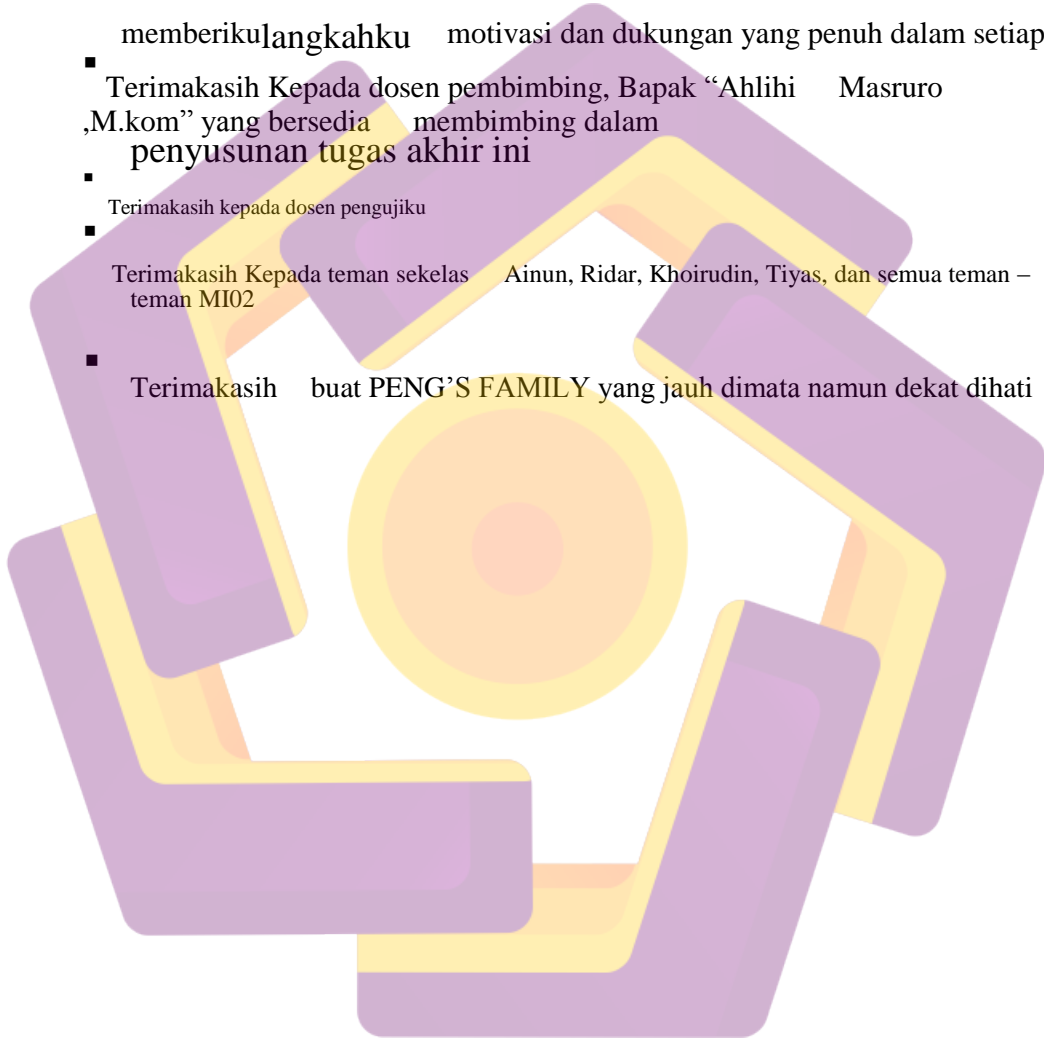 memberikulangkahku motivasi dan dukungan yang penuh dalam setiap
▪
Terimakasih Kepada dosen pembimbing, Bapak “Ahlihi Masruro
,M.kom” yang bersedia membimbing dalam
penyusunan tugas akhir ini
▪
Terimakasih kepada dosen pengujiku
▪
Terimakasih Kepada teman sekelas Ainun, Ridar, Khoirudin, Tiyas, dan semua teman –
teman MI02
▪
Terimakasih buat PENG’S FAMILY yang jauh dimata namun dekat dihati